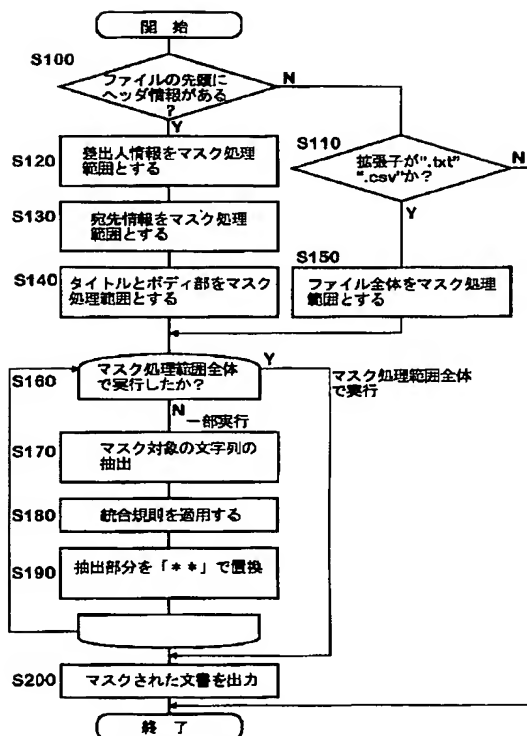 開 始
S100
ファイルの先頭に
ヘッダ情報がある
?
N
Y
S110
拡張子が".txt"
".csv"か?
N
Y
S120
差出人情報をマスク処理
範囲とする
S130
宛先情報をマスク処理
範囲とする
S140
タイトルとボディ部をマスク
処理範囲とする
S150
ファイル全体をマスク処理
範囲とする
S160
マスク処理範囲全体
で実行したか?
Y
マスク処理範囲全体
で実行
N
一部実行
S170
マスク対象の文字列の
抽出
S180
統合規則を適用する
S190
抽出部分を「**」で置換
S200
マスクされた文書を出力
終 了